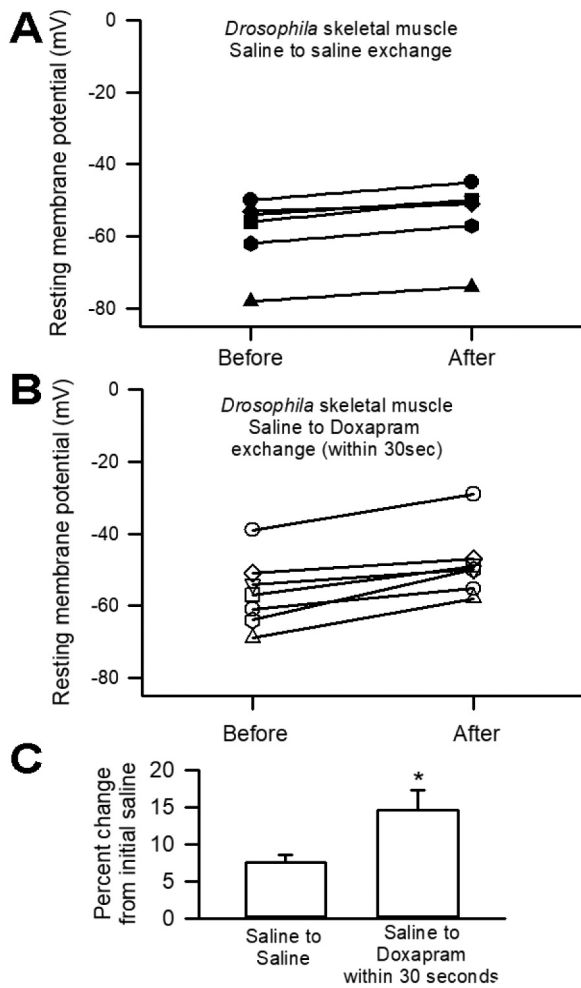 A
Drosophila skeletal muscle
Saline to saline exchange
Resting membrane potential (mV)
0
-20
-40
-60
-80
Before
After
B
Drosophila skeletal muscle
Saline to Doxapram
exchange (within 30sec)
Resting membrane potential (mV)
0
-20
-40
-60
-80
Before
After
C
Percent change
from initial saline
20
15
10
5
0
*
Saline to
Saline
Saline to
Doxapram
within 30 seconds